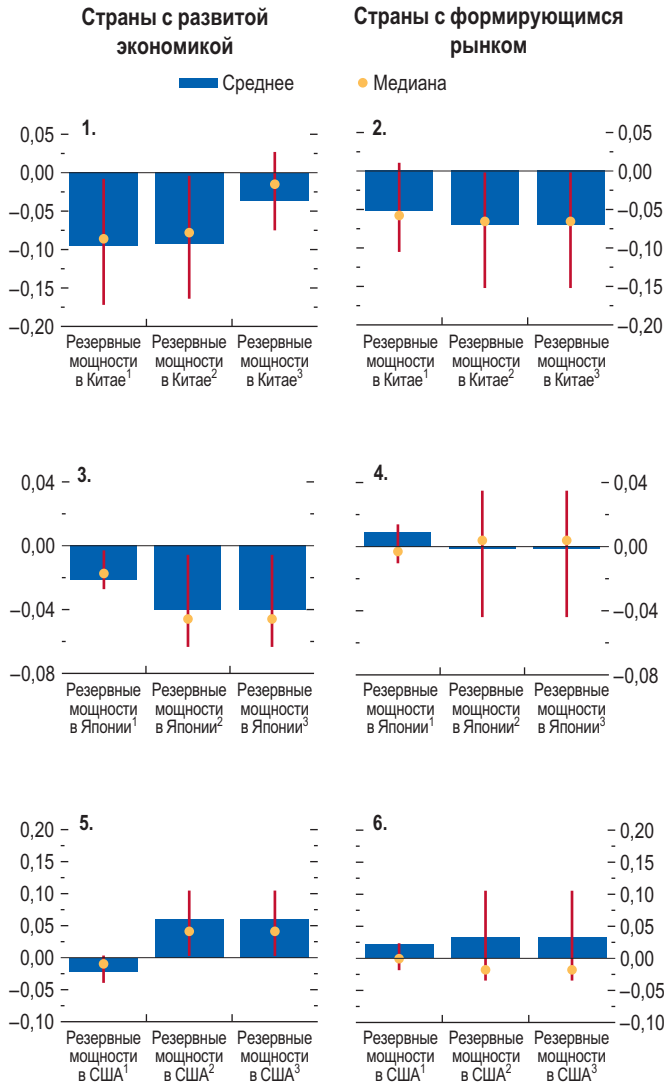 Страны с развитой
экономикой
Страны с формирующимся
рынком
Среднее
Медиана
1.
0,05
0,00
–0,05
–0,10
–0,15
–0,20
Резервные мощности в Китае¹
Резервные мощности в Китае²
Резервные мощности в Китае³
2.
0,05
0,00
–0,05
–0,10
–0,15
–0,20
Резервные мощности в Китае¹
Резервные мощности в Китае²
Резервные мощности в Китае³
3.
0,04
0,00
–0,04
–0,08
Резервные мощности в Японии¹
Резервные мощности в Японии²
Резервные мощности в Японии³
4.
0,04
0,00
–0,04
–0,08
Резервные мощности в Японии¹
Резервные мощности в Японии²
Резервные мощности в Японии³
5.
0,20
0,15
0,10
0,05
0,00
–0,05
–0,10
Резервные мощности в США¹
Резервные мощности в США²
Резервные мощности в США³
6.
0,20
0,15
0,10
0,05
0,00
–0,05
–0,10
Резервные мощности в США¹
Резервные мощности в США²
Резервные мощности в США³